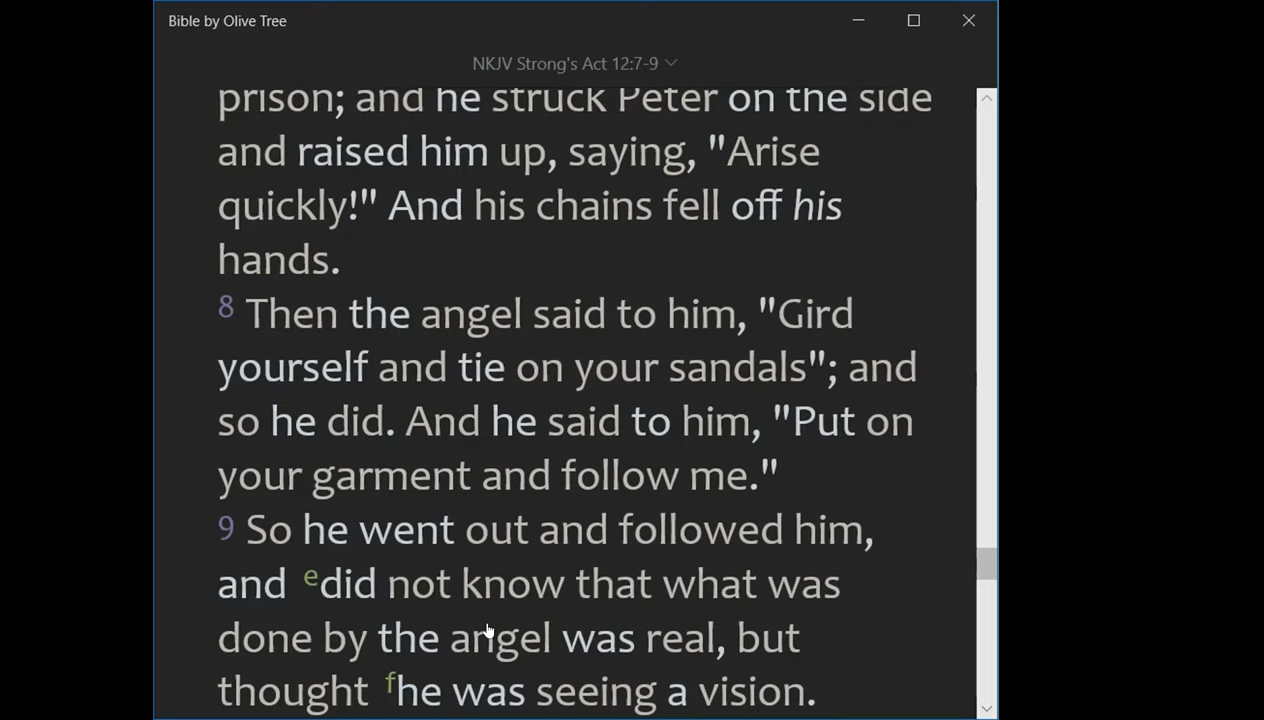 Bible by Olive Tree
NKJV Strong's Act 12:7-9
prison; and he struck Peter on the side
and raised him up, saying, "Arise
quickly!" And his chains fell off his
hands.
8 Then the angel said to him, "Gird
yourself and tie on your sandals"; and
so he did. And he said to him, "Put on
your garment and follow me."
9 So he went out and followed him,
and e did not know that what was
done by the angel was real, but
thought f he was seeing a vision.